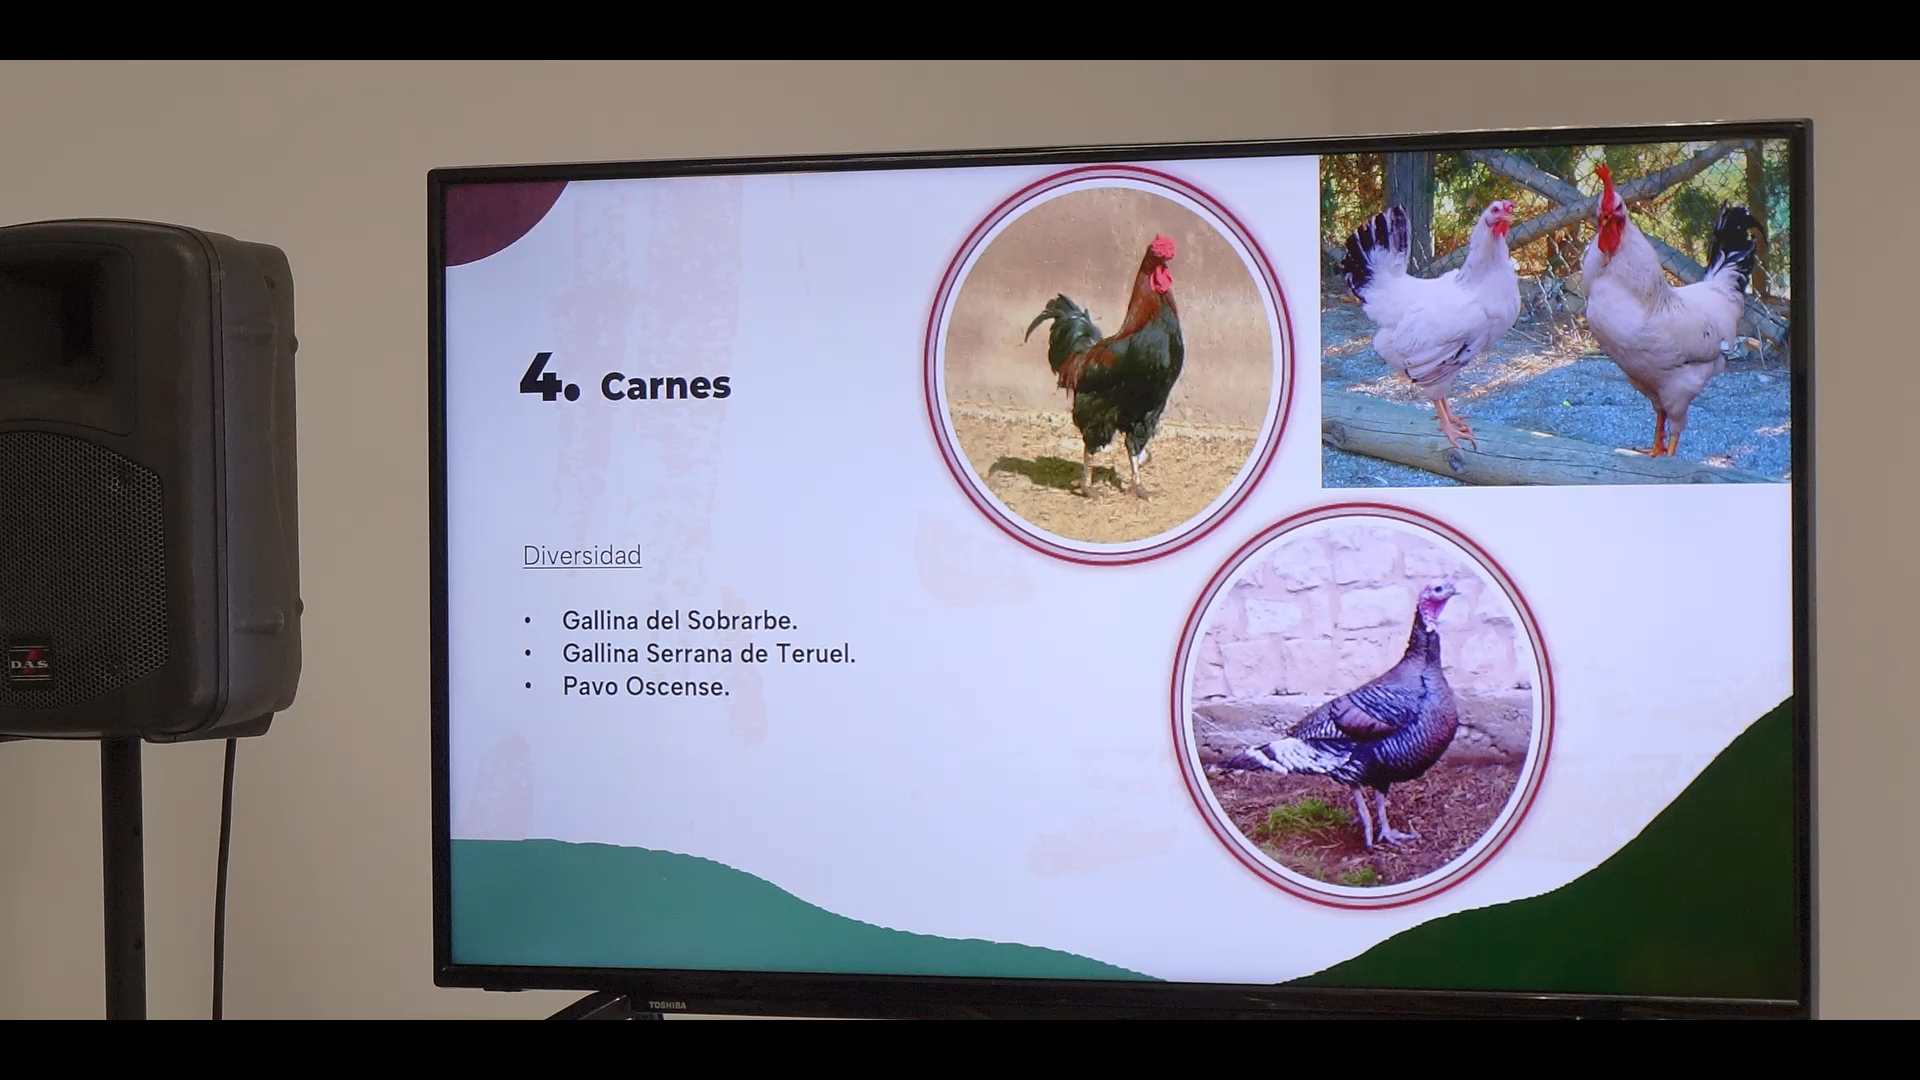 4. Carnes
Diversidad
• Gallina del Sobrarbe.
• Gallina Serrana de Teruel.
• Pavo Oscense.
D.A.S.
TOSHIBA